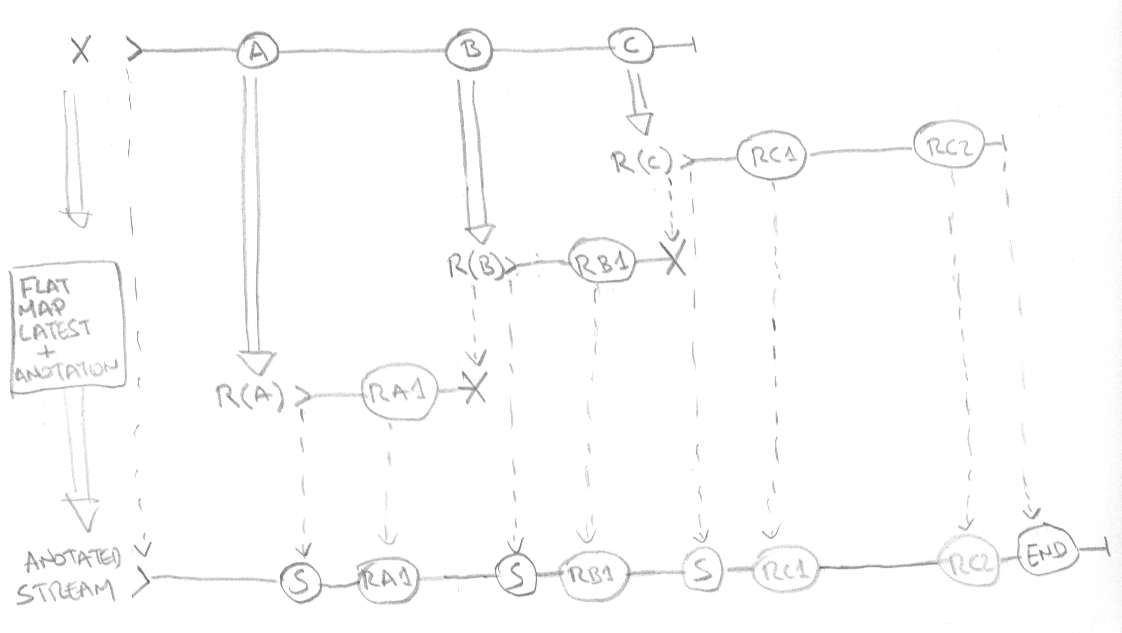 X A B C
R(C) RC1 RC2
R(B) RB1 X
FLAT
MAP
LATEST
+
ANOTATION
R(A) RA1 X
ANOTATED
STREAM
S RA1 S RB1 S RC1 RC2 END